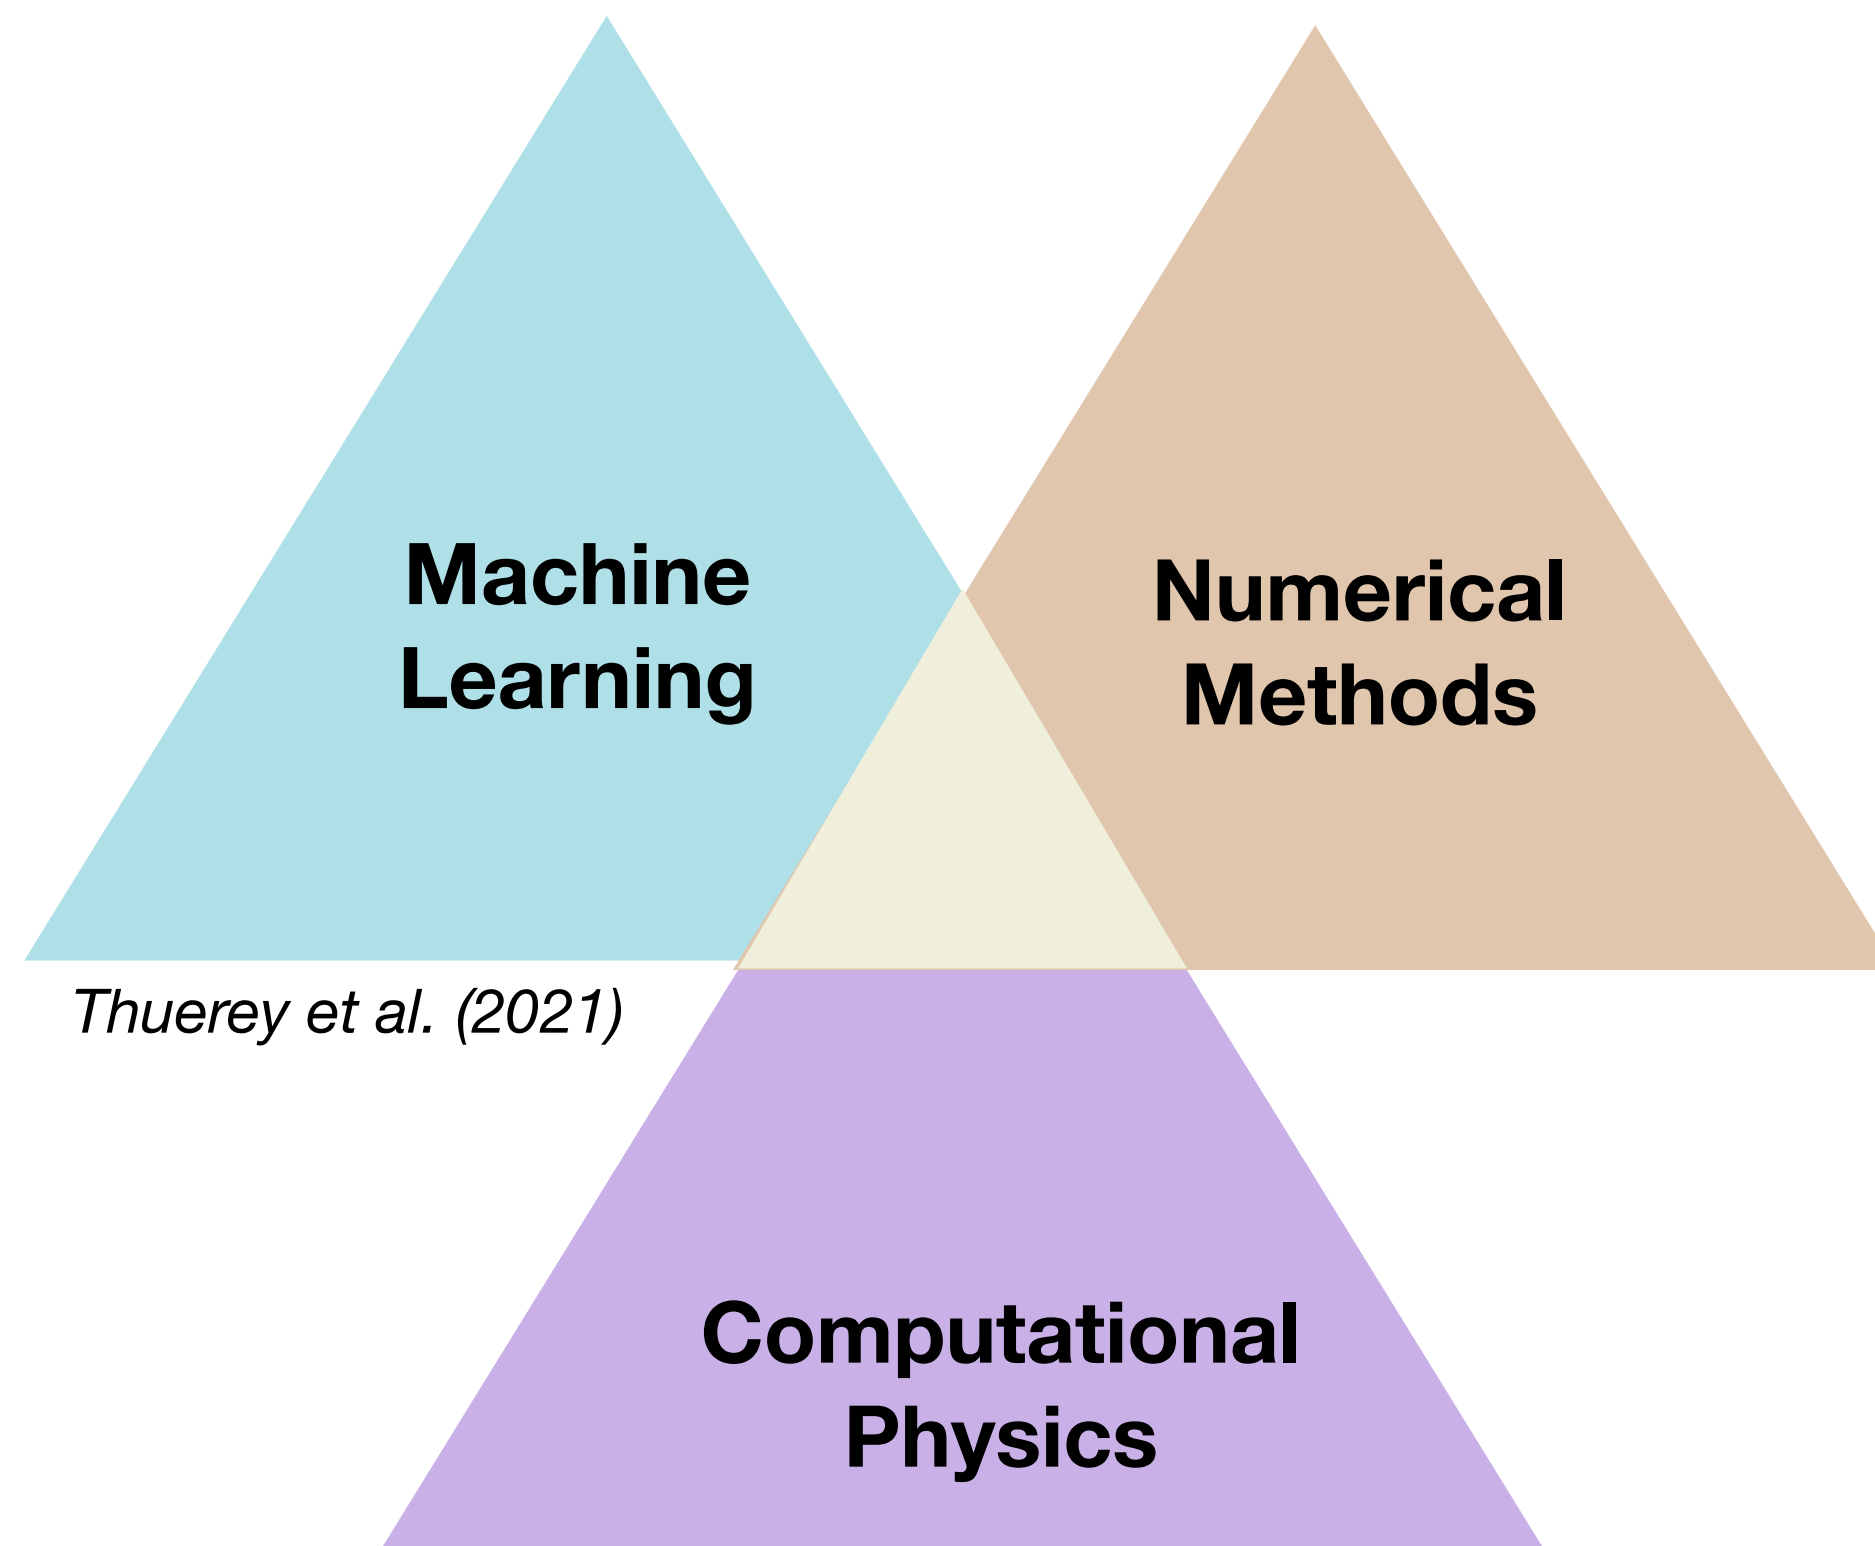 Machine
Learning
Numerical
Methods
Thuerey et al. (2021)
Computational
Physics